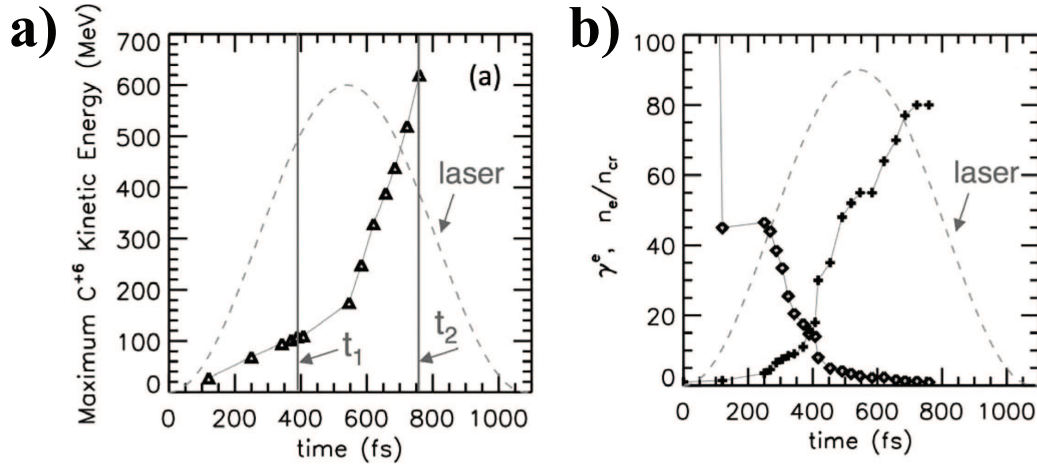 a)
Maximum C+6 Kinetic Energy (MeV)
700
600
500
400
300
200
100
0
(a)
laser
t1
t2
0 200 400 600 800 1000
time (fs)
b)
γe, ne/ncr
100
80
60
40
20
0
laser
0 200 400 600 800 1000
time (fs)